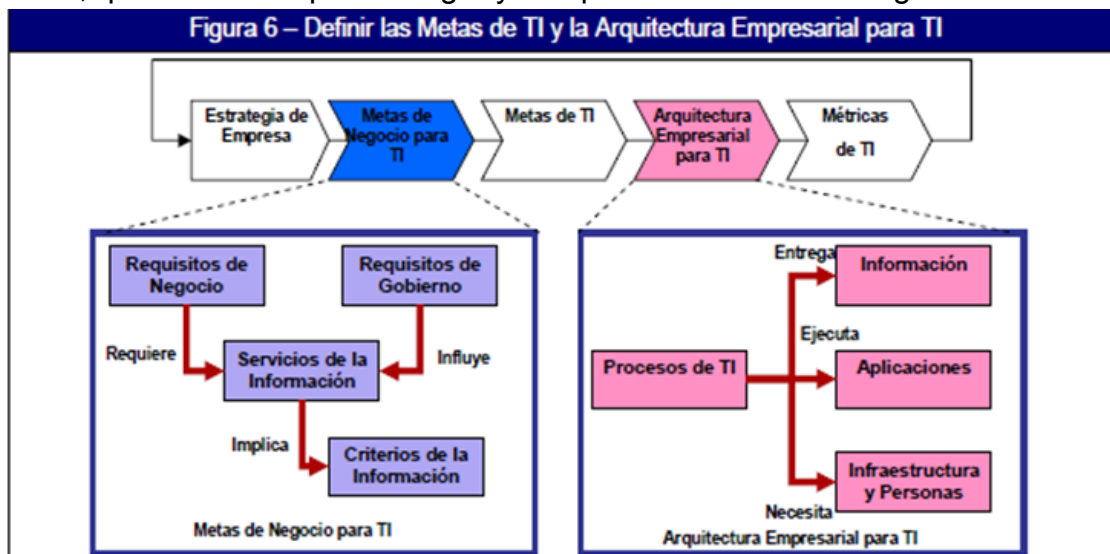 Figura 6 – Definir las Metas de TI y la Arquitectura Empresarial para TI
Estrategia de
Empresa
Metas de
Negocio para
TI
Metas de TI
Arquitectura
Empresarial
para TI
Métricas
de TI
Requisitos de
Negocio
Requisitos de
Gobierno
Requiere
Servicios de la
Información
Influye
Implica
Criterios de la
Información
Metas de Negocio para TI
Entrega
Información
Ejecuta
Procesos de TI
Aplicaciones
Infraestructura
y Personas
Necesita
Arquitectura Empresarial para TI